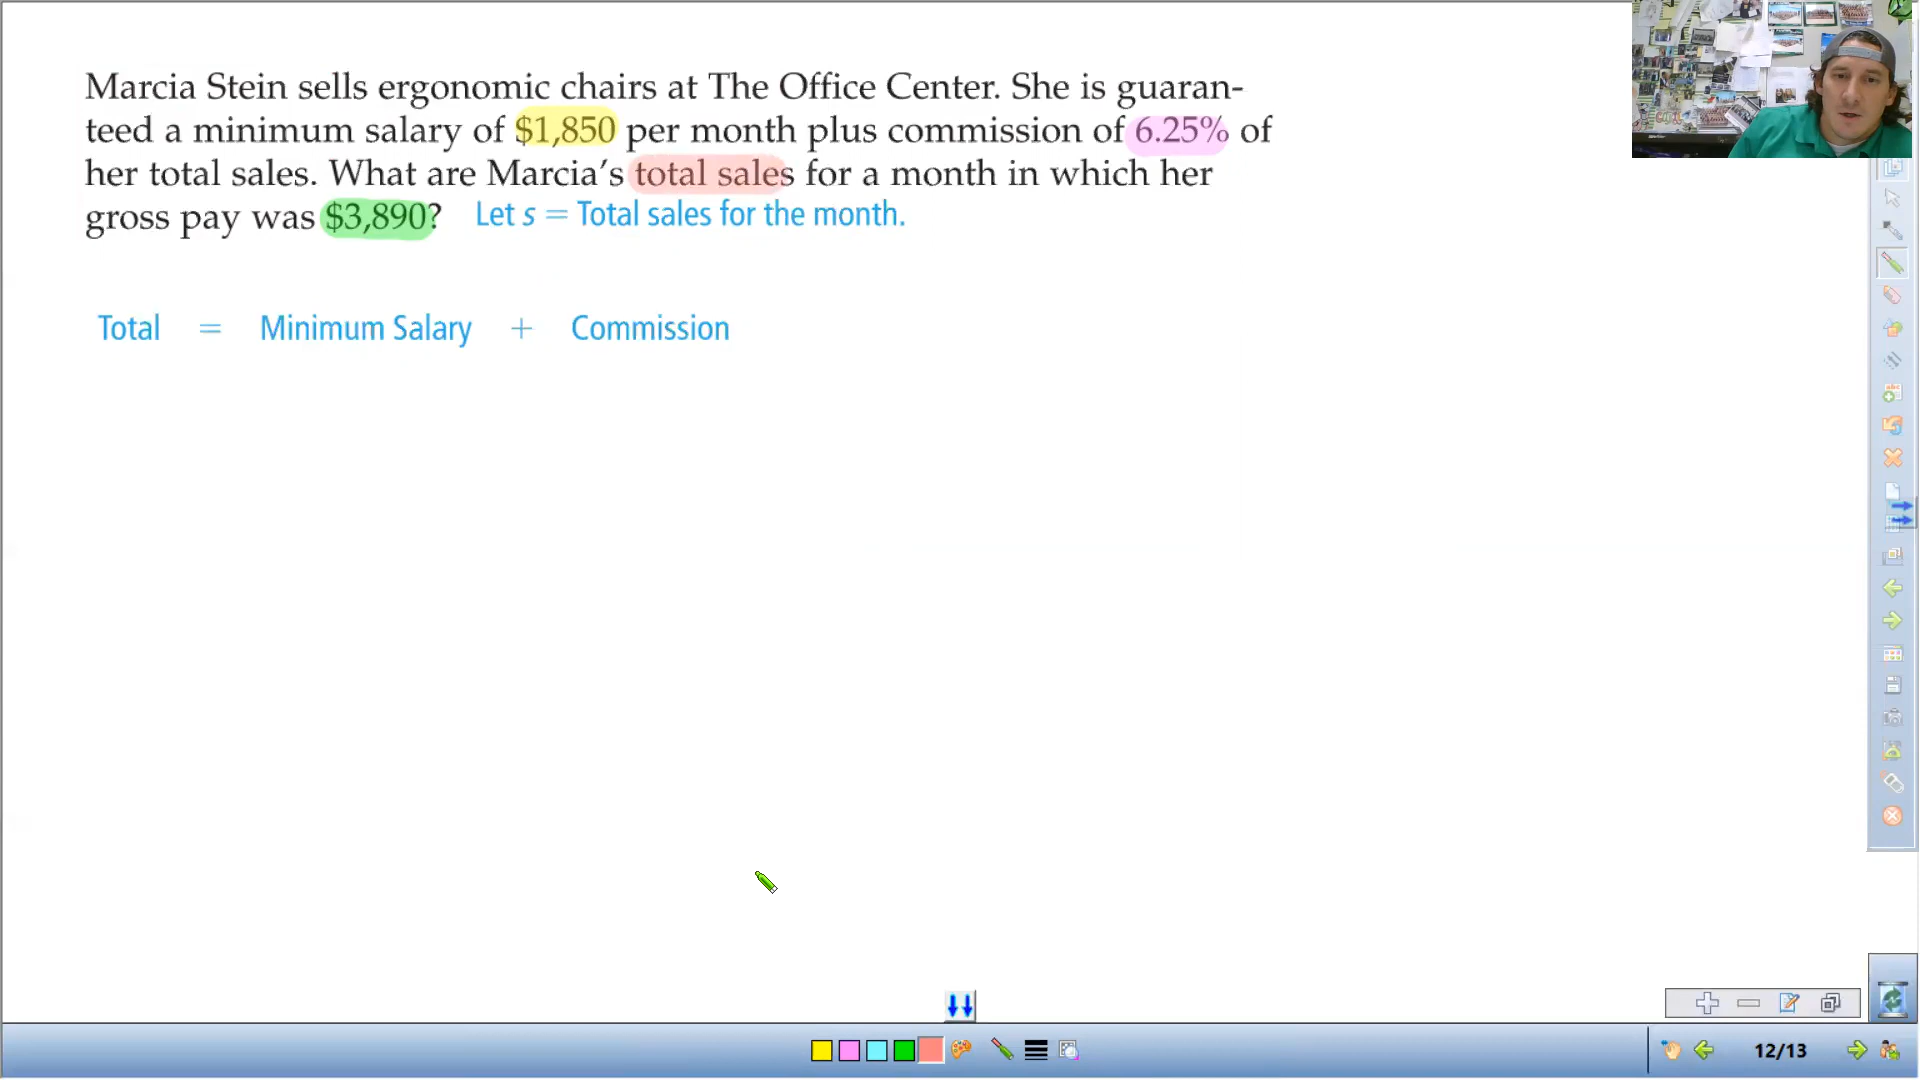 Marcia Stein sells ergonomic chairs at The Office Center. She is guaran-
teed a minimum salary of $1,850 per month plus commission of 6.25% of
her total sales. What are Marcia's total sales for a month in which her
gross pay was $3,890? Let s = Total sales for the month.
Total = Minimum Salary + Commission
12/13